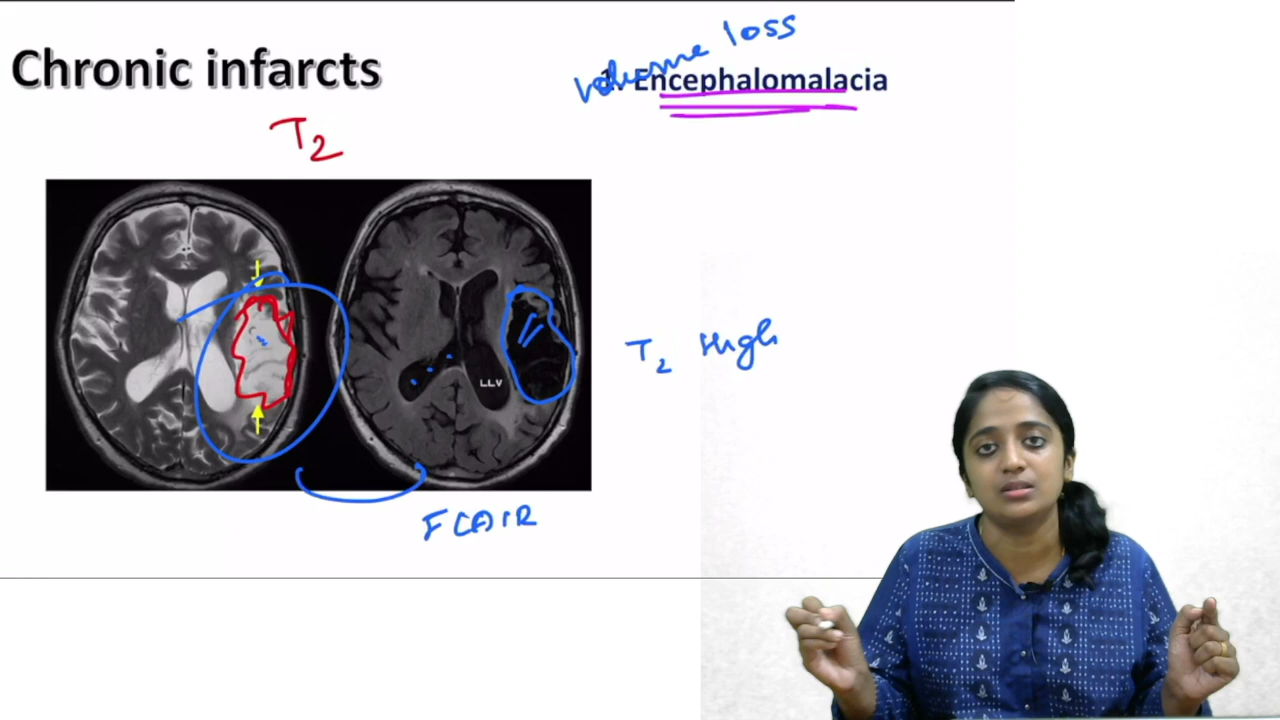 volume loss
Chronic infarcts
1. Encephalomalacia
T2
LLV
T2 High
FLAIR